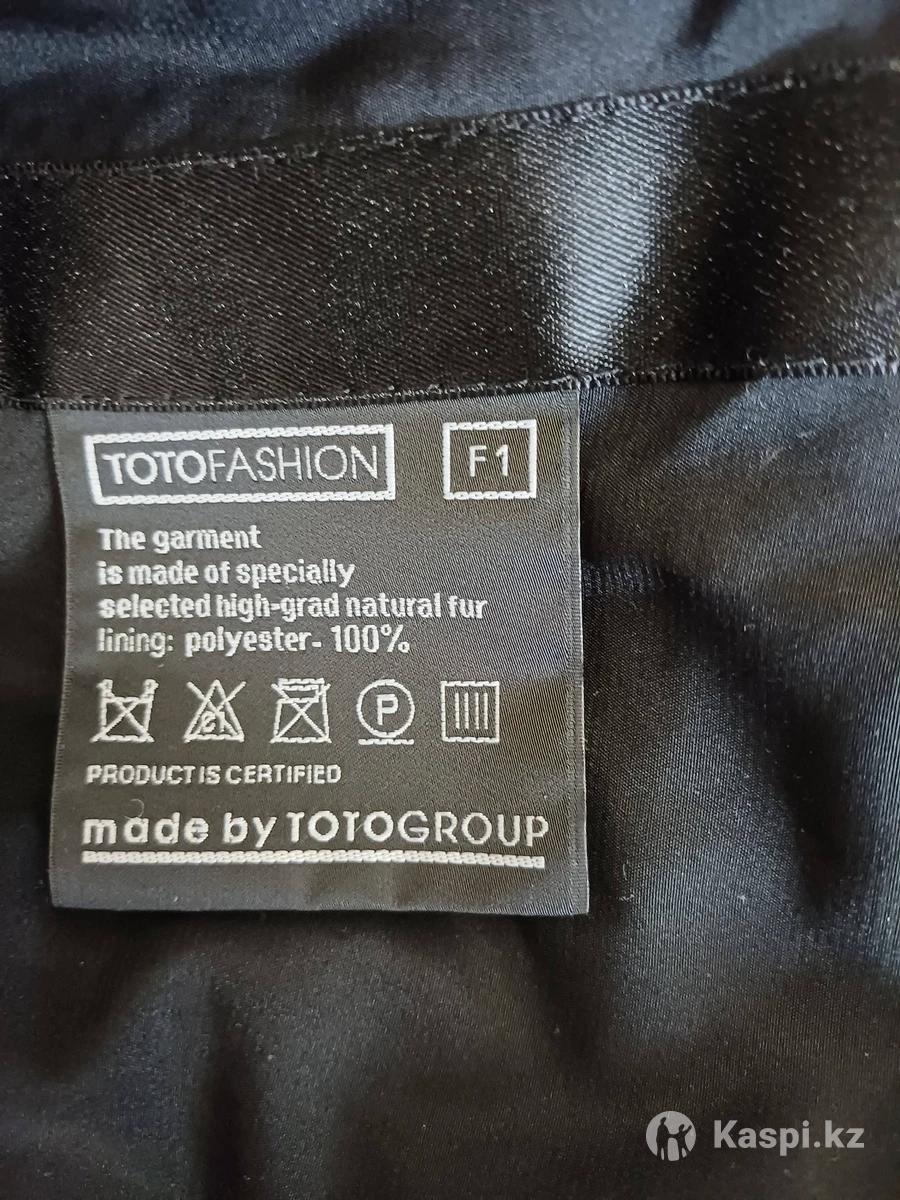 TOTOFASHION F1
The garment
is made of specially
selected high-grad natural fur
lining: polyester- 100%
CL
P
PRODUCT IS CERTIFIED
made by TOTOGROUP
Kaspi.kz